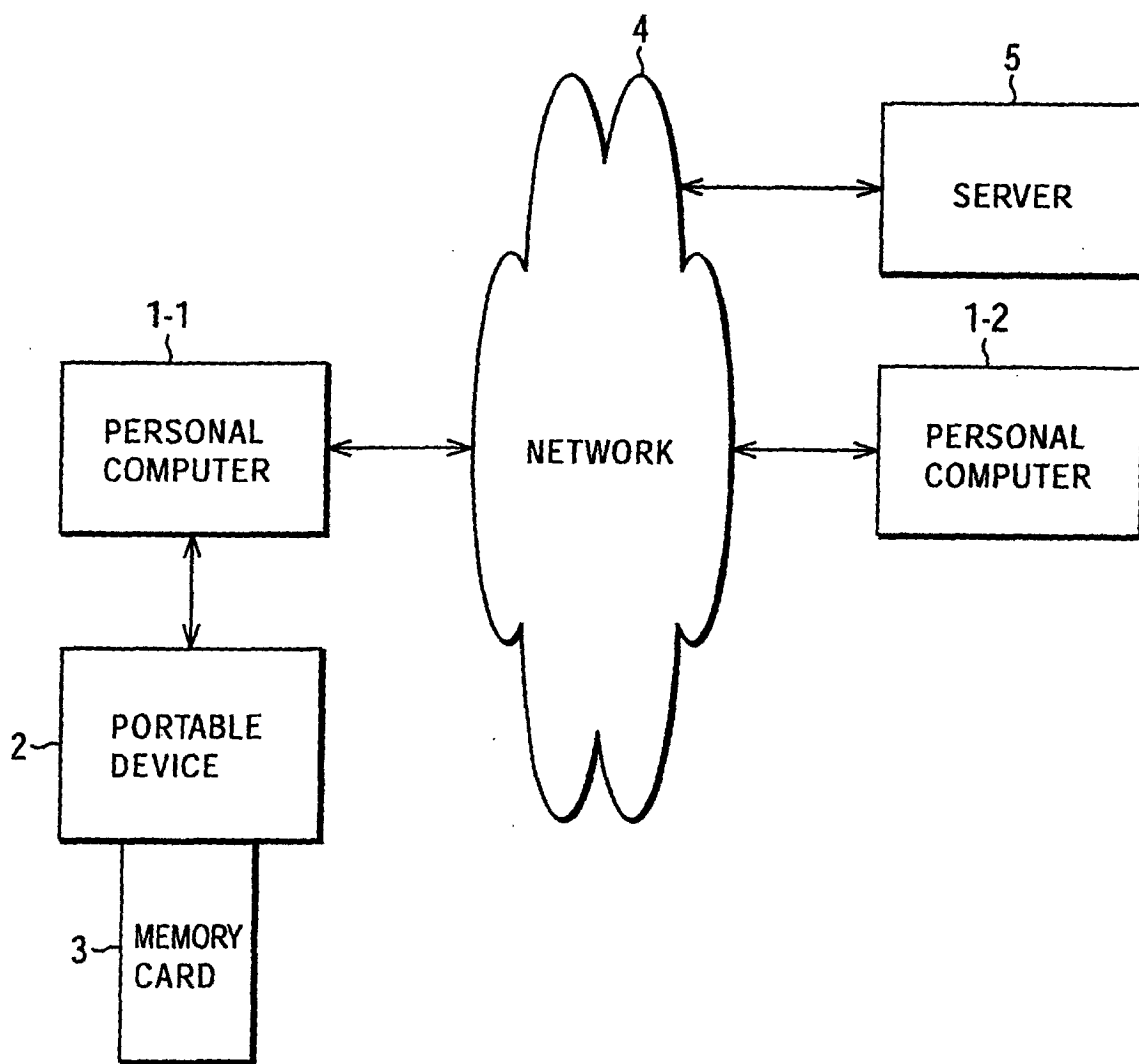 4
5
SERVER
1-1
1-2
PERSONAL
COMPUTER
NETWORK
PERSONAL
COMPUTER
2
PORTABLE
DEVICE
3
MEMORY
CARD